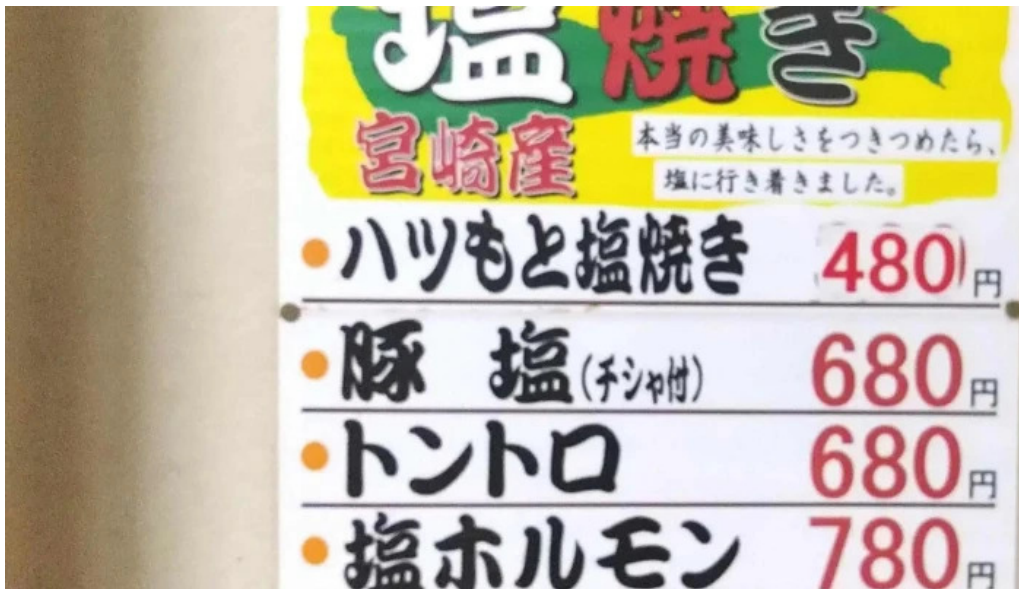 塩焼き
宮崎産
本当の美味しさをつきつめたら、
塩に行き着きました。
●ハツもと塩焼き 480円
●豚 塩(チシャ付) 680円
●トントロ 680円
●塩ホルモン 780円